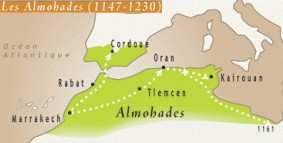 Les Almohades (1147-1230)
Océan
Atlantique
Cordoue
Oran
Rabat
Kairouan
Tlemcen
Marrakech
Almohades
1161